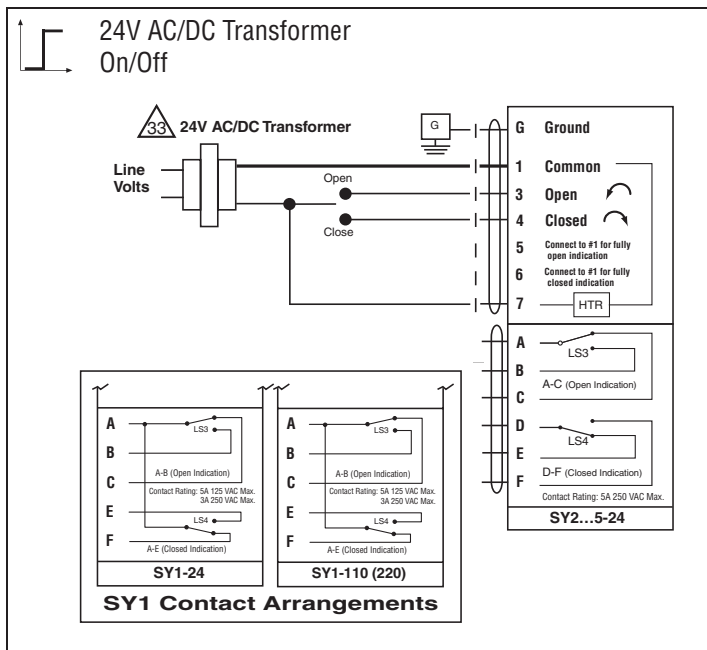 24V AC/DC Transformer
On/Off
33
24V AC/DC Transformer
Line
Volts
Open
Close
G
G Ground
1 Common
3 Open
4 Closed
5 Connect to #1 for fully
open indication
6 Connect to #1 for fully
closed indication
7 HTR
A
LS3
B
A-C (Open Indication)
C
D
LS4
E
D-F (Closed Indication)
F
Contact Rating: 5A 250 VAC Max.
SY2...5-24
A
LS3
B
A-B (Open Indication)
C
Contact Rating: 5A 125 VAC Max.
3A 250 VAC Max.
E
LS4
F
A-E (Closed Indication)
SY1-24
A
LS3
B
A-B (Open Indication)
C
Contact Rating: 5A 125 VAC Max.
3A 250 VAC Max.
E
LS4
F
A-E (Closed Indication)
SY1-110 (220)
SY1 Contact Arrangements